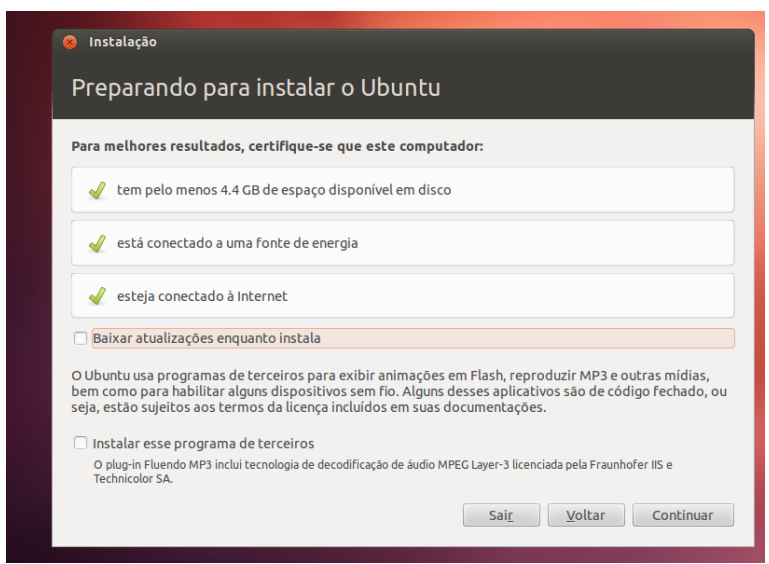 Instalação
Preparando para instalar o Ubuntu
Para melhores resultados, certifique-se que este computador:
tem pelo menos 4.4 GB de espaço disponível em disco
está conectado a uma fonte de energia
esteja conectado à Internet
Baixar atualizações enquanto instala
O Ubuntu usa programas de terceiros para exibir animações em Flash, reproduzir MP3 e outras mídias,
bem como para habilitar alguns dispositivos sem fio. Alguns desses aplicativos são de código fechado, ou
seja, estão sujeitos aos termos da licença incluídos em suas documentações.
Instalar esse programa de terceiros
O plug-in Fluendo MP3 inclui tecnologia de decodificação de áudio MPEG Layer-3 licenciada pela Fraunhofer IIS e
Technicolor SA.
Sair Voltar Continuar